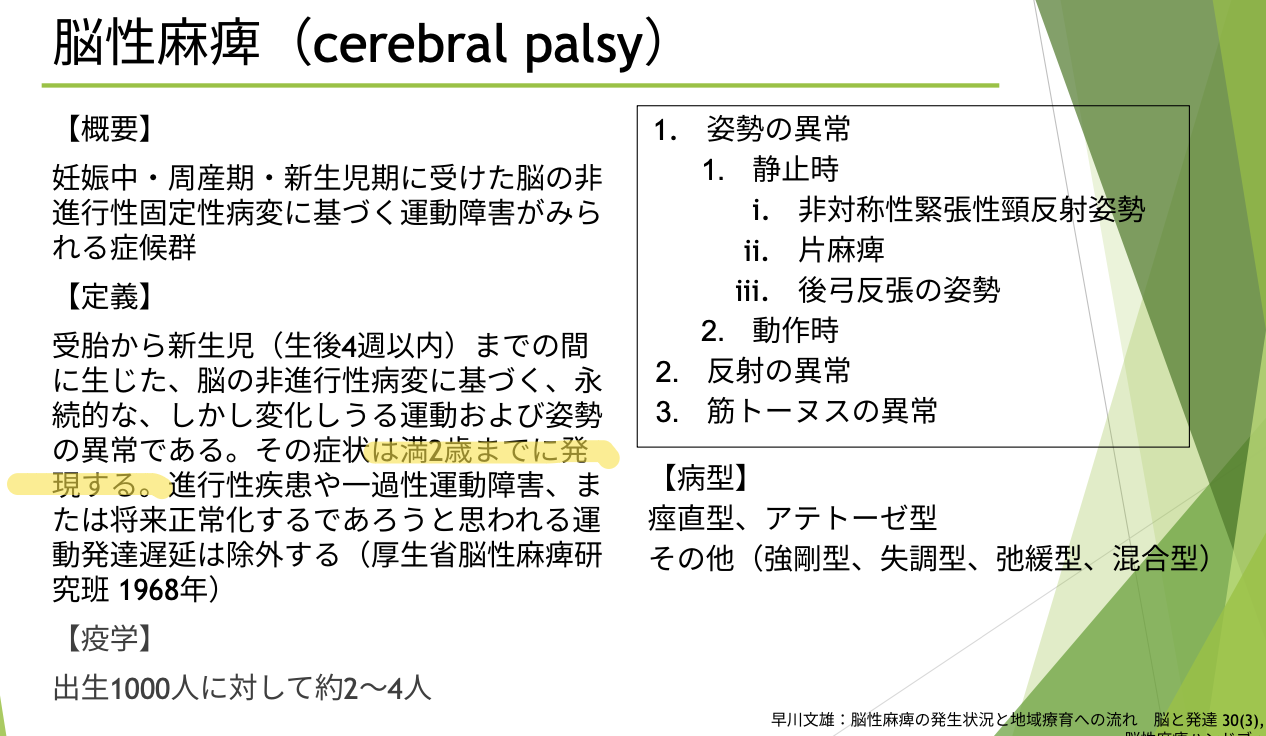 脳性麻痺（cerebral palsy）
【概要】
妊娠中・周産期・新生児期に受けた脳の非
進行性固定性病変に基づく運動障害がみら
れる症候群
【定義】
受胎から新生児（生後4週以内）までの間
に生じた、脳の非進行性病変に基づく、永
続的な、しかし変化しうる運動および姿勢
の異常である。その症状は満2歳までに発
現する。進行性疾患や一過性運動障害、ま
たは将来正常化するであろうと思われる運
動発達遅延は除外する（厚生省脳性麻痺研
究班 1968年）
【疫学】
出生1000人に対して約2～4人
1. 姿勢の異常
1. 静止時
i. 非対称性緊張性頸反射姿勢
ii. 片麻痺
iii. 後弓反張の姿勢
2. 動作時
2. 反射の異常
3. 筋トーヌスの異常
【病型】
痙直型、アテトーゼ型
その他（強剛型、失調型、弛緩型、混合型）
早川文雄：脳性麻痺の発生状況と地域療育への流れ　脳と発達 30(3),